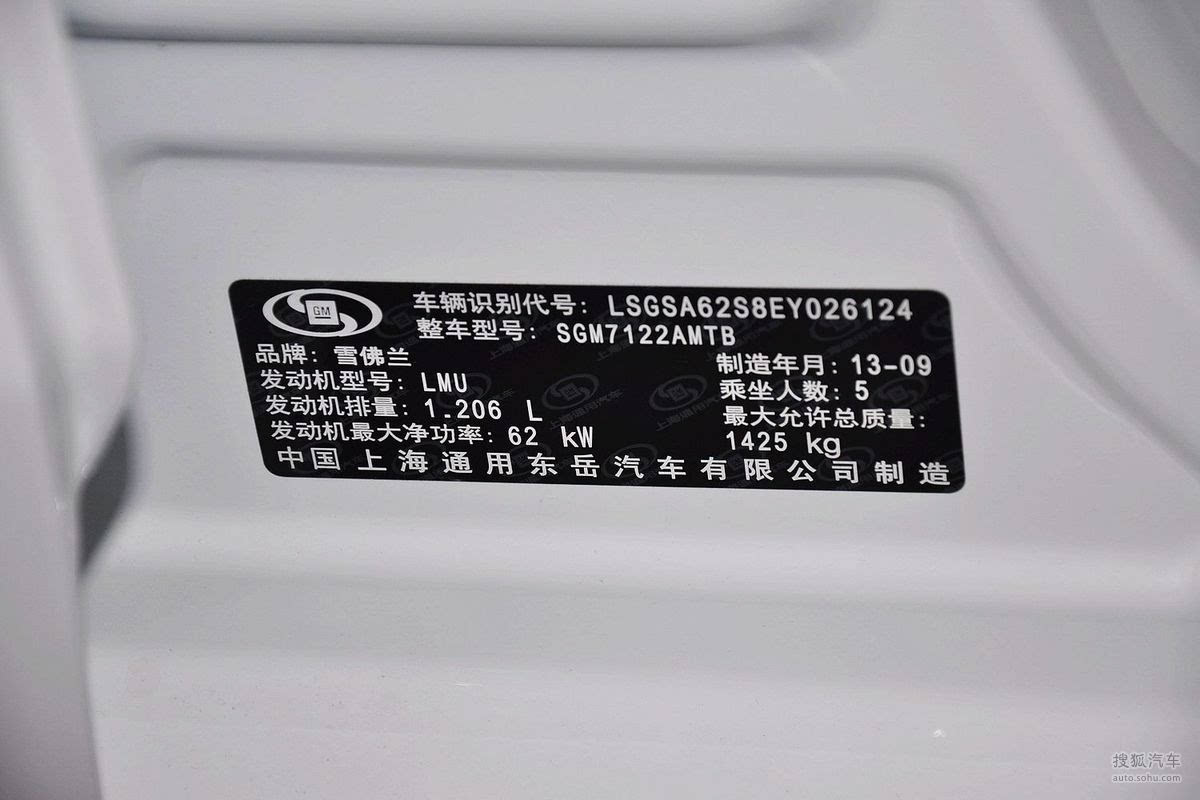 GM
车辆识别代号: LSGSA62S8EY026124
整车型号: SGM7122AMTB
品牌: 雪佛兰
制造年月: 13-09
发动机型号: LMU
乘坐人数: 5
发动机排量: 1.206 L
最大允许总质量:
发动机最大净功率: 62 kW
1425 kg
中国上海通用东岳汽车有限公司制造
搜狐汽车
auto.sohu.com